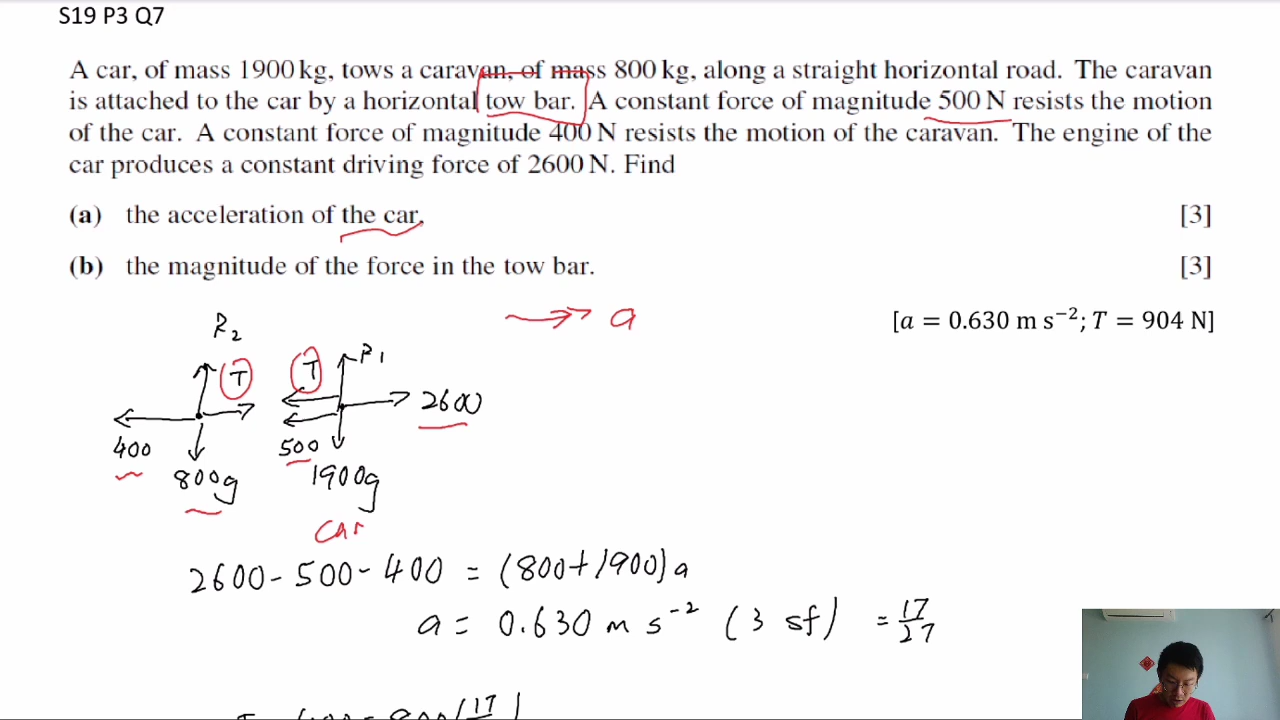 S19 P3 Q7
A car, of mass 1900 kg, tows a caravan, of mass 800 kg, along a straight horizontal road. The caravan
is attached to the car by a horizontal tow bar. A constant force of magnitude 500 N resists the motion
of the car. A constant force of magnitude 400 N resists the motion of the caravan. The engine of the
car produces a constant driving force of 2600 N. Find
(a) the acceleration of the car, [3]
(b) the magnitude of the force in the tow bar. [3]
[a = 0.630 m s⁻²; T = 904 N]
a
R₂
T T R₁
2600
400 500
800g 1900g
car
2600 - 500 - 400 = (800+1900)a
a = 0.630 m s⁻² (3 sf) = 17/27